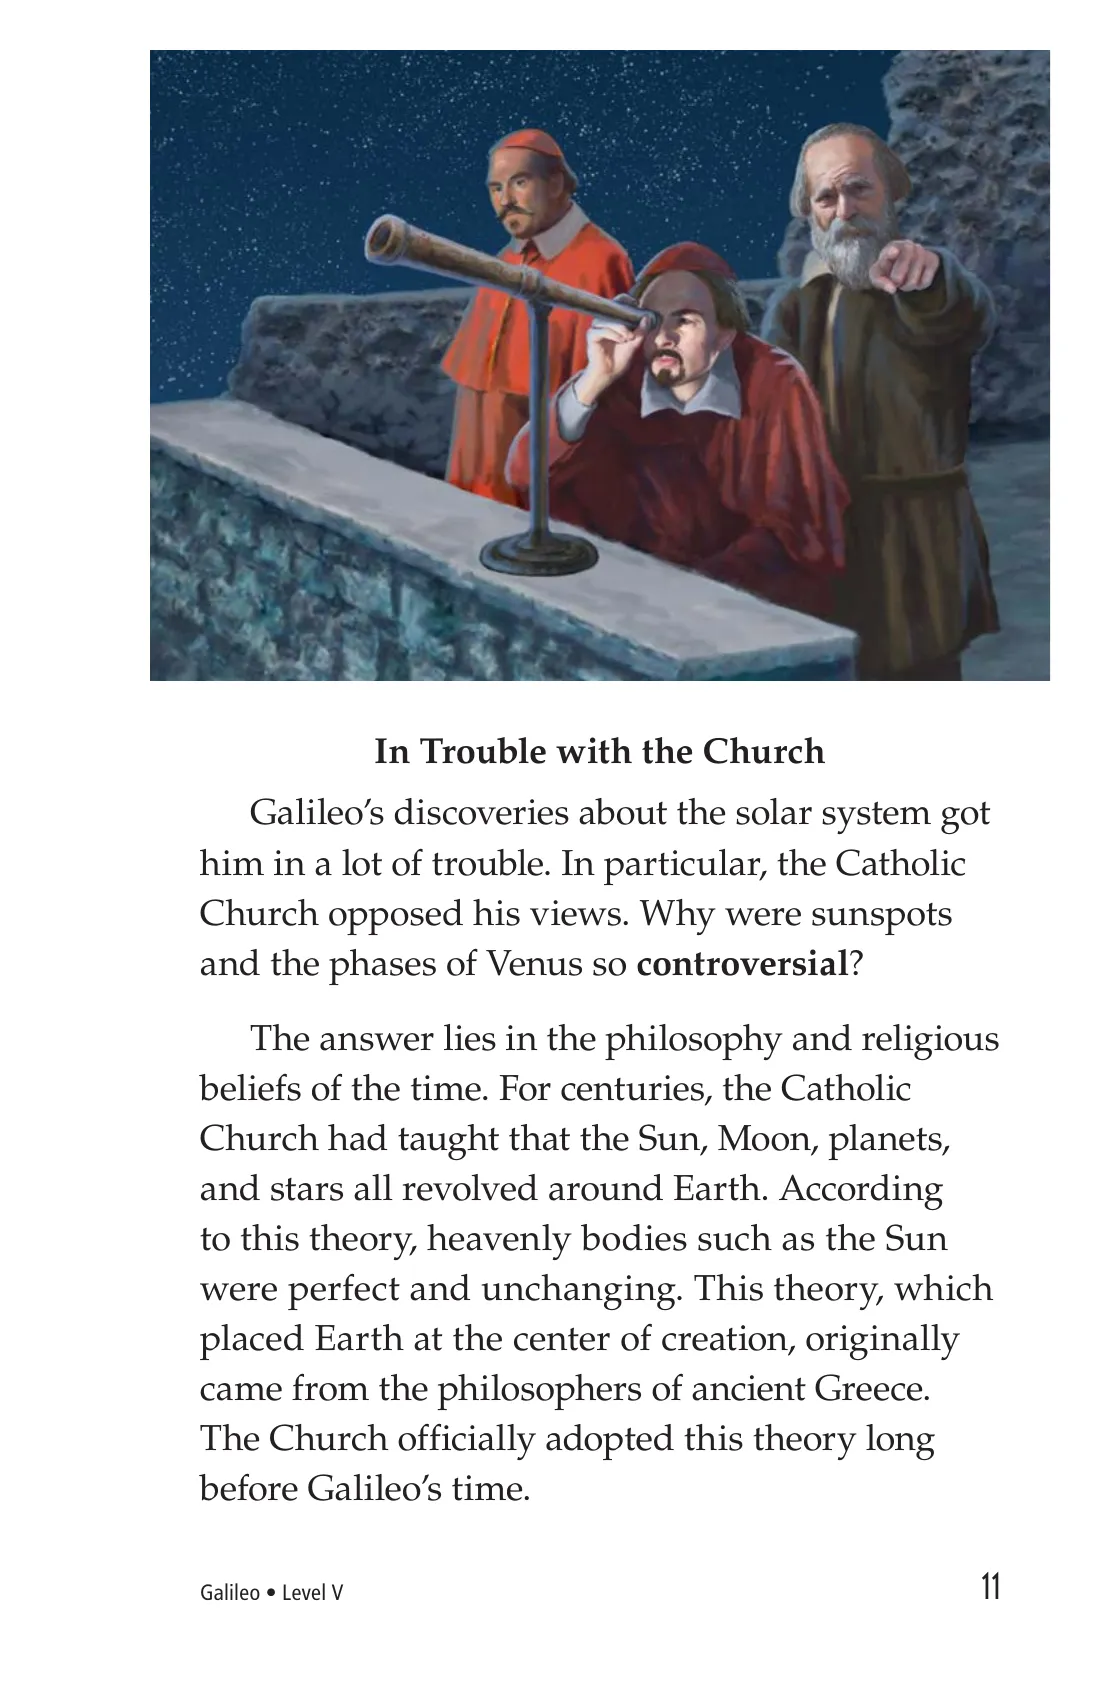 In Trouble with the Church
Galileo’s discoveries about the solar system got
him in a lot of trouble. In particular, the Catholic
Church opposed his views. Why were sunspots
and the phases of Venus so controversial?
The answer lies in the philosophy and religious
beliefs of the time. For centuries, the Catholic
Church had taught that the Sun, Moon, planets,
and stars all revolved around Earth. According
to this theory, heavenly bodies such as the Sun
were perfect and unchanging. This theory, which
placed Earth at the center of creation, originally
came from the philosophers of ancient Greece.
The Church officially adopted this theory long
before Galileo’s time.
Galileo • Level V
11